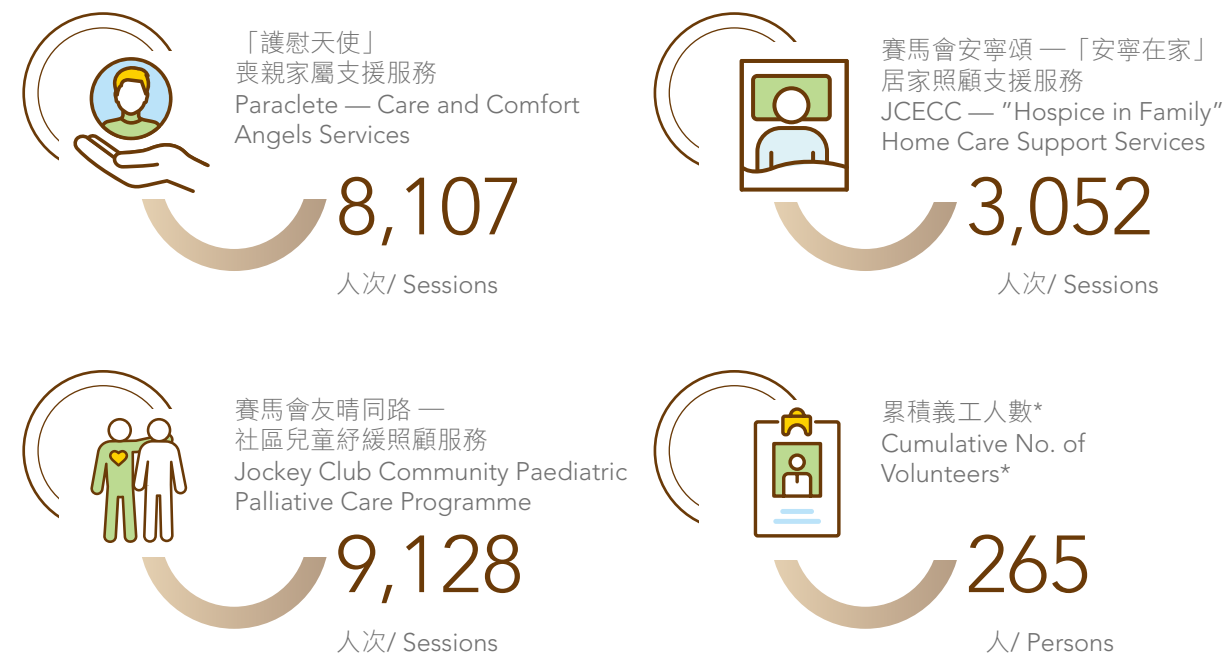 「護慰天使」
喪親家屬支援服務
Paraclete — Care and Comfort
Angels Services
8,107
人次/ Sessions
賽馬會安寧頌 —「安寧在家」
居家照顧支援服務
JCECC — "Hospice in Family"
Home Care Support Services
3,052
人次/ Sessions
賽馬會友晴同路 —
社區兒童紓緩照顧服務
Jockey Club Community Paediatric
Palliative Care Programme
9,128
人次/ Sessions
累積義工人數*
Cumulative No. of
Volunteers*
265
人/ Persons